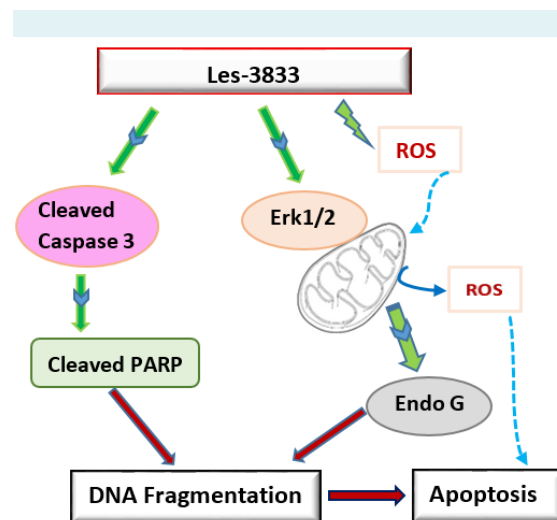 Les-3833
ROS
Cleaved
Caspase 3
Erk1/2
ROS
Cleaved PARP
Endo G
DNA Fragmentation
Apoptosis